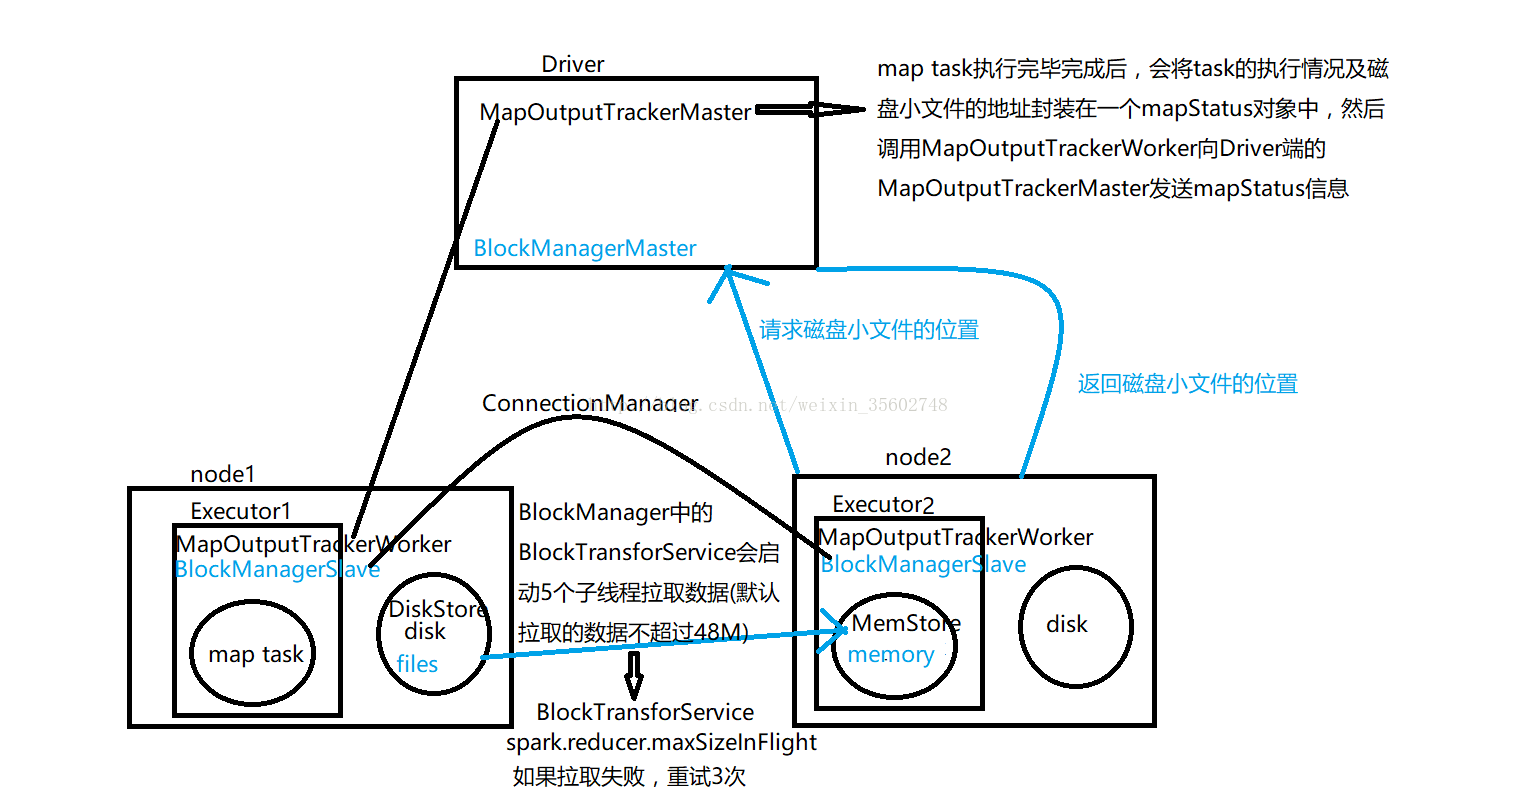 Driver
MapOutputTrackerMaster
map task执行完毕完成后，会将task的执行情况及磁
盘小文件的地址封装在一个mapStatus对象中，然后
调用MapOutputTrackerWorker向Driver端的
MapOutputTrackerMaster发送mapStatus信息
BlockManagerMaster
请求磁盘小文件的位置
返回磁盘小文件的位置
ConnectionManager
csdn.net/weixin_35602748
node1
node2
Executor1
MapOutputTrackerWorker
BlockManagerSlave
DiskStore
disk
files
map task
BlockManager中的
BlockTransforService会启
动5个子线程拉取数据(默认
拉取的数据不超过48M)
Executor2
MapOutputTrackerWorker
BlockManagerSlave
MemStore
memory
disk
BlockTransforService
spark.reducer.maxSizeInFlight
如果拉取失败，重试3次